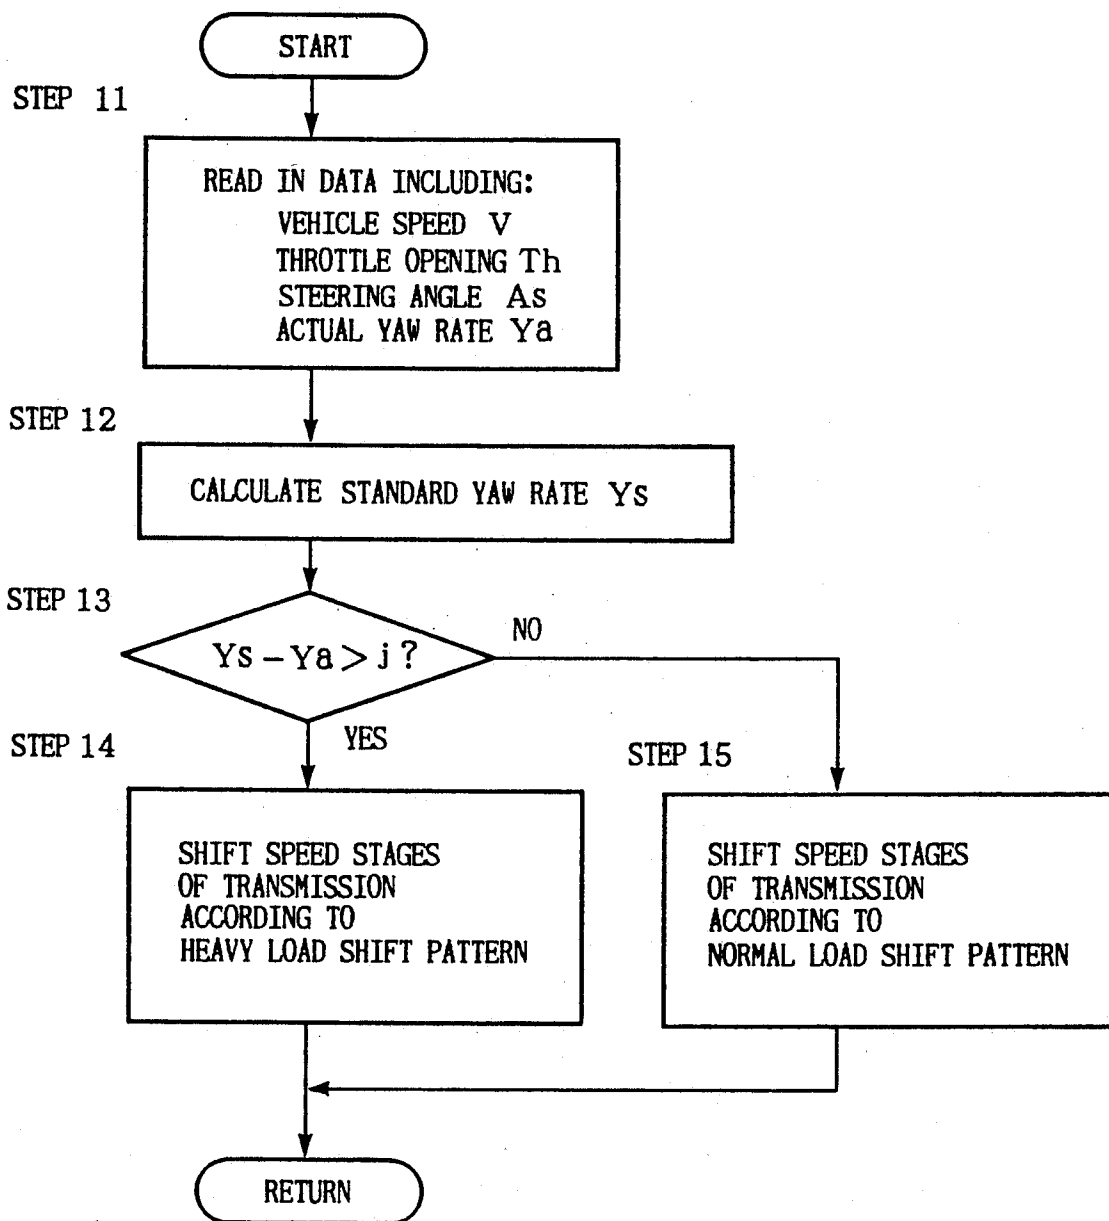 START
STEP 11
READ IN DATA INCLUDING:
VEHICLE SPEED V
THROTTLE OPENING Th
STEERING ANGLE As
ACTUAL YAW RATE Ya
STEP 12
CALCULATE STANDARD YAW RATE Ys
STEP 13
Ys-Ya>j?
NO
YES
STEP 14
SHIFT SPEED STAGES
OF TRANSMISSION
ACCORDING TO
HEAVY LOAD SHIFT PATTERN
STEP 15
SHIFT SPEED STAGES
OF TRANSMISSION
ACCORDING TO
NORMAL LOAD SHIFT PATTERN
RETURN